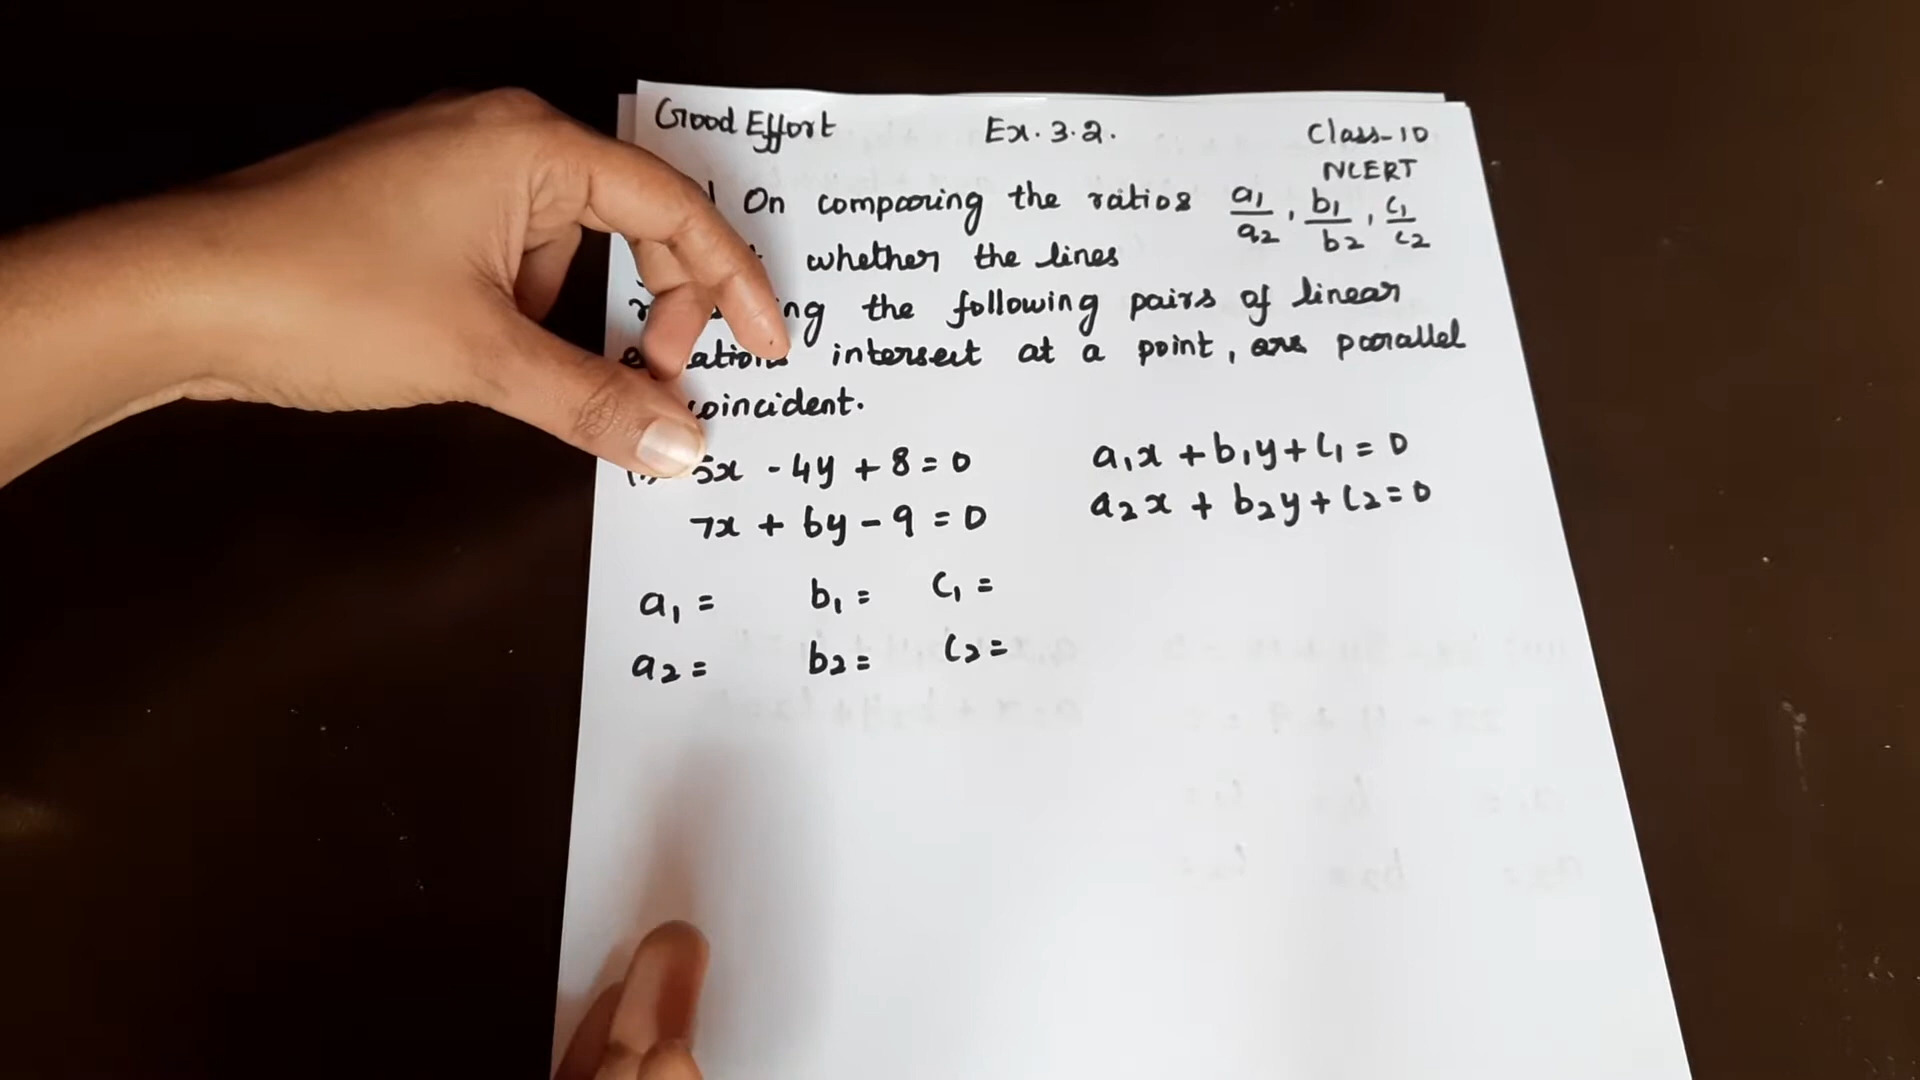 Good Effort Ex. 3.2. Class-10
NCERT
On comparing the ratios a1/a2, b1/b2, c1/c2
whether the lines
the following pairs of linear
intersect at a point, are parallel
coincident.
5x - 4y + 8 = 0 a1x + b1y + c1 = 0
7x + 6y - 9 = 0 a2x + b2y + c2 = 0
a1 = b1 = c1 =
a2 = b2 = c2 =